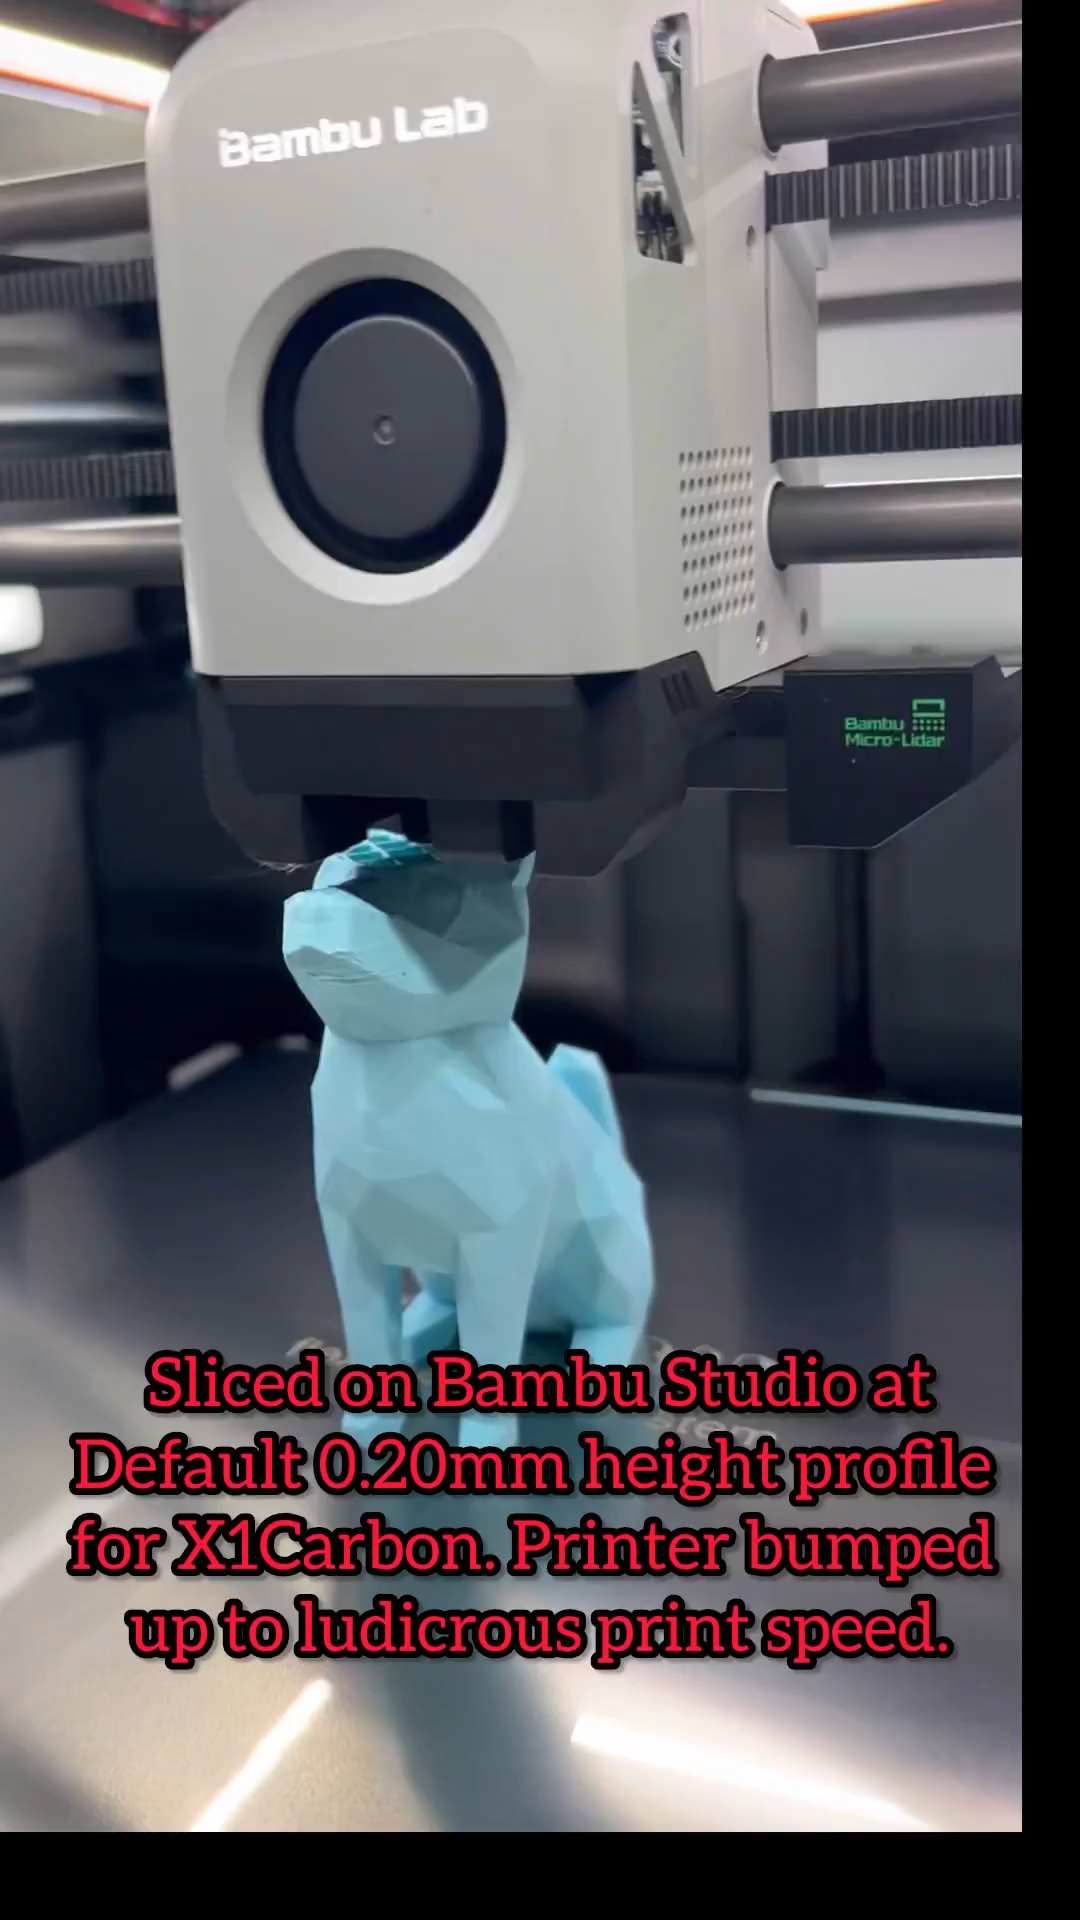 Bambu Lab
Bambu
Micro-Lidar
Sliced on Bambu Studio at
Default 0.20mm height profile
for X1Carbon. Printer bumped
up to ludicrous print speed.